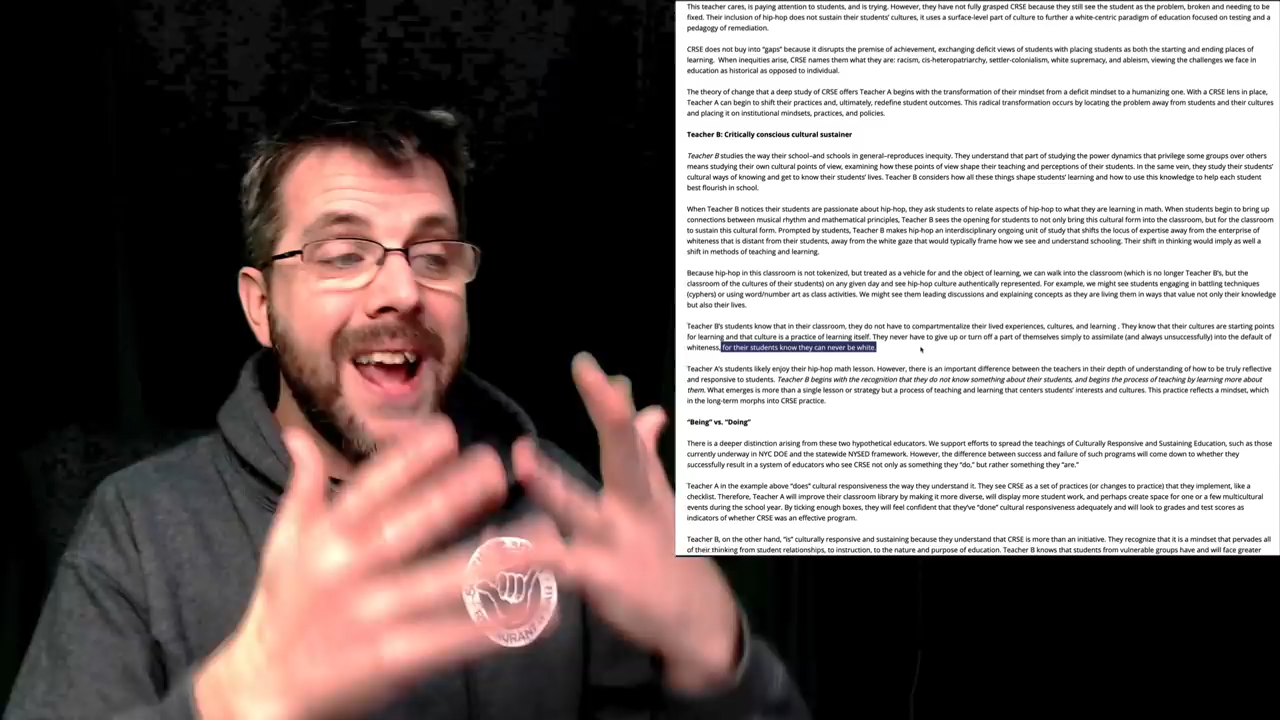 This teacher cares, is paying attention to students, and is trying. However, they have not fully grasped CRSE because they still see the student as the problem, broken and needing to be
fixed. Their inclusion of hip-hop does not sustain their students' cultures, it uses a surface-level part of culture to further a white-centric paradigm of education focused on testing and a
pedagogy of remediation.
CRSE does not buy into "gaps" because it disrupts the premise of achievement, exchanging deficit views of students with placing students as both the starting and ending places of
learning. When inequities arise, CRSE names them what they are: racism, cis-heteropatriarchy, settler-colonialism, white supremacy, and ableism, viewing the challenges we face in
education as historical as opposed to individual.
The theory of change that a deep study of CRSE offers Teacher A begins with the transformation of their mindset from a deficit mindset to a humanizing one. With a CRSE lens in place,
Teacher A can begin to shift their practices and, ultimately, redefine student outcomes. This radical transformation occurs by locating the problem away from students and their cultures
and placing it on institutional mindsets, practices, and policies.
Teacher B: Critically conscious cultural sustainer
Teacher B studies the way their school–and schools in general–reproduces inequity. They understand that part of studying the power dynamics that privilege some groups over others
means studying their own cultural points of view, examining how these points of view shape their teaching and perceptions of their students. In the same vein, they study their students'
cultural ways of knowing and get to know their students' lives. Teacher B considers how all these things shape students' learning and how to use this knowledge to help each student
best flourish in school.
When Teacher B notices their students are passionate about hip-hop, they ask students to relate aspects of hip-hop to what they are learning in math. When students begin to bring up
connections between musical rhythm and mathematical principles, Teacher B sees the opening for students to not only bring this cultural form into the classroom, but for the classroom
to sustain this cultural form. Prompted by students, Teacher B makes hip-hop an interdisciplinary ongoing unit of study that shifts the locus of expertise away from the enterprise of
whiteness that is distant from their students, away from the white gaze that would typically frame how we see and understand schooling. Their shift in thinking would imply as well a
shift in methods of teaching and learning.
Because hip-hop in this classroom is not tokenized, but treated as a vehicle for and the object of learning, we can walk into the classroom (which is no longer Teacher B's, but the
classroom of the cultures of their students) on any given day and see hip-hop culture authentically represented. For example, we might see students engaging in battling techniques
(cyphers) or using word/number art as class activities. We might see them leading discussions and explaining concepts as they are living them in ways that value not only their knowledge
but also their lives.
Teacher B's students know that in their classroom, they do not have to compartmentalize their lived experiences, cultures, and learning . They know that their cultures are starting points
for learning and that culture is a practice of learning itself. They never have to give up or turn off a part of themselves simply to assimilate (and always unsuccessfully) into the default of
whiteness, for their students know they can never be white.
Teacher A's students likely enjoy their hip-hop math lesson. However, there is an important difference between the teachers in their depth of understanding of how to be truly reflective
and responsive to students. Teacher B begins with the recognition that they do not know something about their students, and begins the process of teaching by learning more about
them. What emerges is more than a single lesson or strategy but a process of teaching and learning that centers students' interests and cultures. This practice reflects a mindset, which
in the long-term morphs into CRSE practice.
"Being" vs. "Doing"
There is a deeper distinction arising from these two hypothetical educators. We support efforts to spread the teachings of Culturally Responsive and Sustaining Education, such as those
currently underway in NYC DOE and the statewide NYSED framework. However, the difference between success and failure of such programs will come down to whether they
successfully result in a system of educators who see CRSE not only as something they "do," but rather something they "are."
Teacher A in the example above "does" cultural responsiveness the way they understand it. They see CRSE as a set of practices (or changes to practice) that they implement, like a
checklist. Therefore, Teacher A will improve their classroom library by making it more diverse, will display more student work, and perhaps create space for one or a few multicultural
events during the school year. By ticking enough boxes, they will feel confident that they've "done" cultural responsiveness adequately and will look to grades and test scores as
indicators of whether CRSE was an effective program.
Teacher B, on the other hand, "is" culturally responsive and sustaining because they understand that CRSE is more than an initiative. They recognize that it is a mindset that pervades all
of their thinking from student relationships, to instruction, to the nature and purpose of education. Teacher B knows that students from vulnerable groups have and will face greater